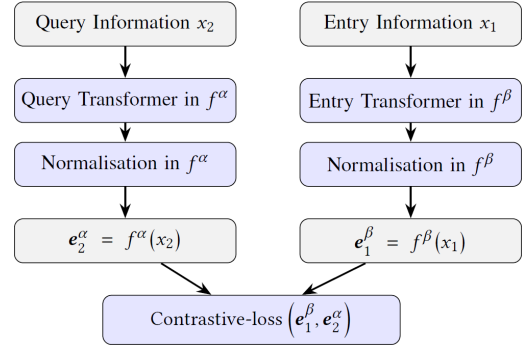 Query Information x₂
Entry Information x₁
Query Transformer in f^α
Entry Transformer in f^β
Normalisation in f^α
Normalisation in f^β
e₂^α = f^α(x₂)
e₁^β = f^β(x₁)
Contrastive-loss (e₁^β, e₂^α)